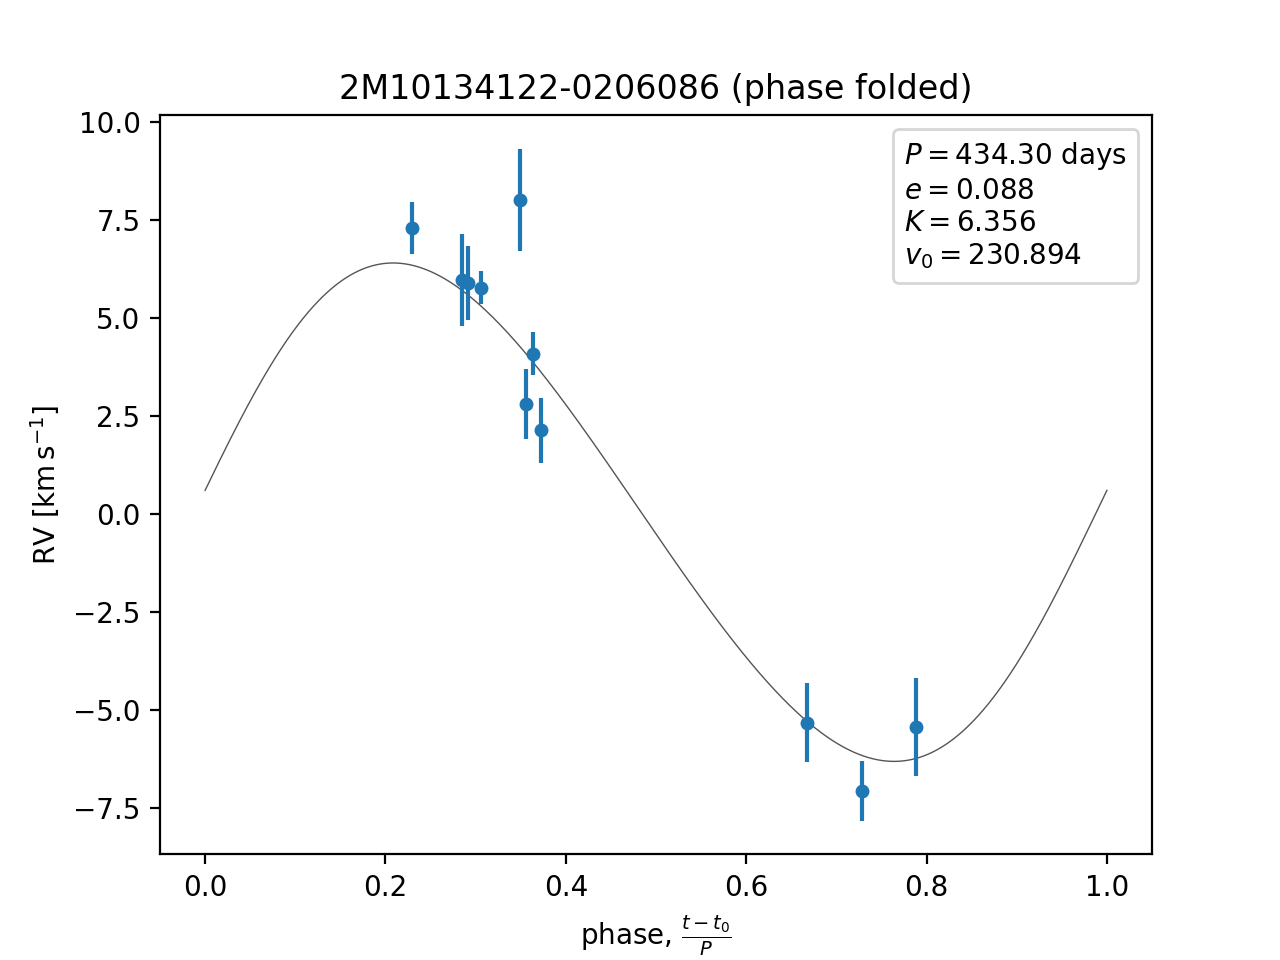 2M10134122-0206086 (phase folded)
P = 434.30 days
e = 0.088
K = 6.356
v₀ = 230.894
10.0
7.5
5.0
2.5
0.0
−2.5
−5.0
−7.5
RV [km s⁻¹]
0.0 0.2 0.4 0.6 0.8 1.0
phase, (t − t₀)/P